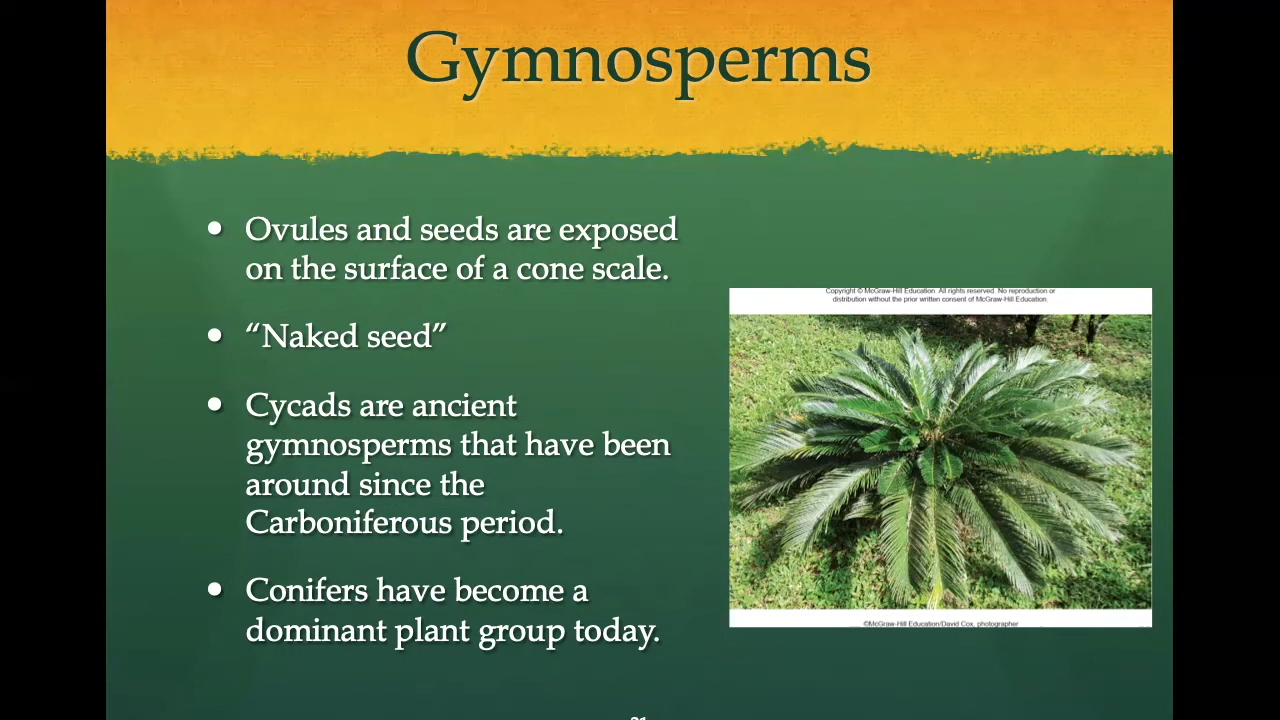 Gymnosperms
• Ovules and seeds are exposed
on the surface of a cone scale.
• “Naked seed”
• Cycads are ancient
gymnosperms that have been
around since the
Carboniferous period.
• Conifers have become a
dominant plant group today.
Copyright © McGraw-Hill Education. All rights reserved. No reproduction or
distribution without the prior written consent of McGraw-Hill Education.
©McGraw-Hill Education/David Cox, photographer